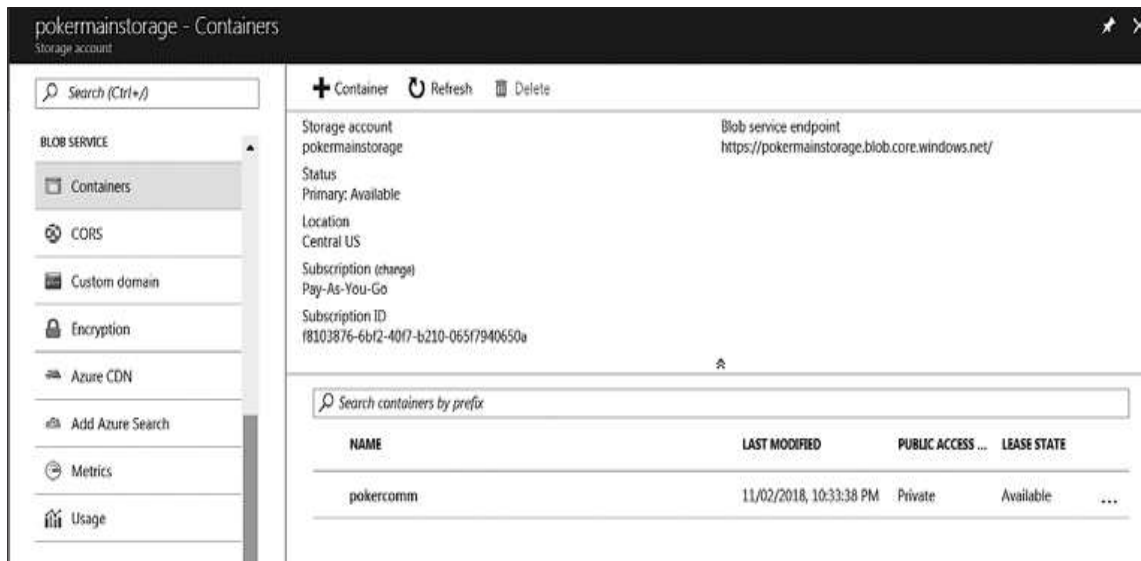 pokermainstorage - Containers
Storage account
Search (Ctrl+/)
BLOB SERVICE
Containers
CORS
Custom domain
Encryption
Azure CDN
Add Azure Search
Metrics
Usage
Container Refresh Delete
Storage account
pokermainstorage
Status
Primary: Available
Location
Central US
Subscription (change)
Pay-As-You-Go
Subscription ID
f8103876-6bf2-40f7-b210-065f7940650a
Blob service endpoint
https://pokermainstorage.blob.core.windows.net/
Search containers by prefix
NAME LAST MODIFIED PUBLIC ACCESS ... LEASE STATE
pokercomm 11/02/2018, 10:33:38 PM Private Available ...